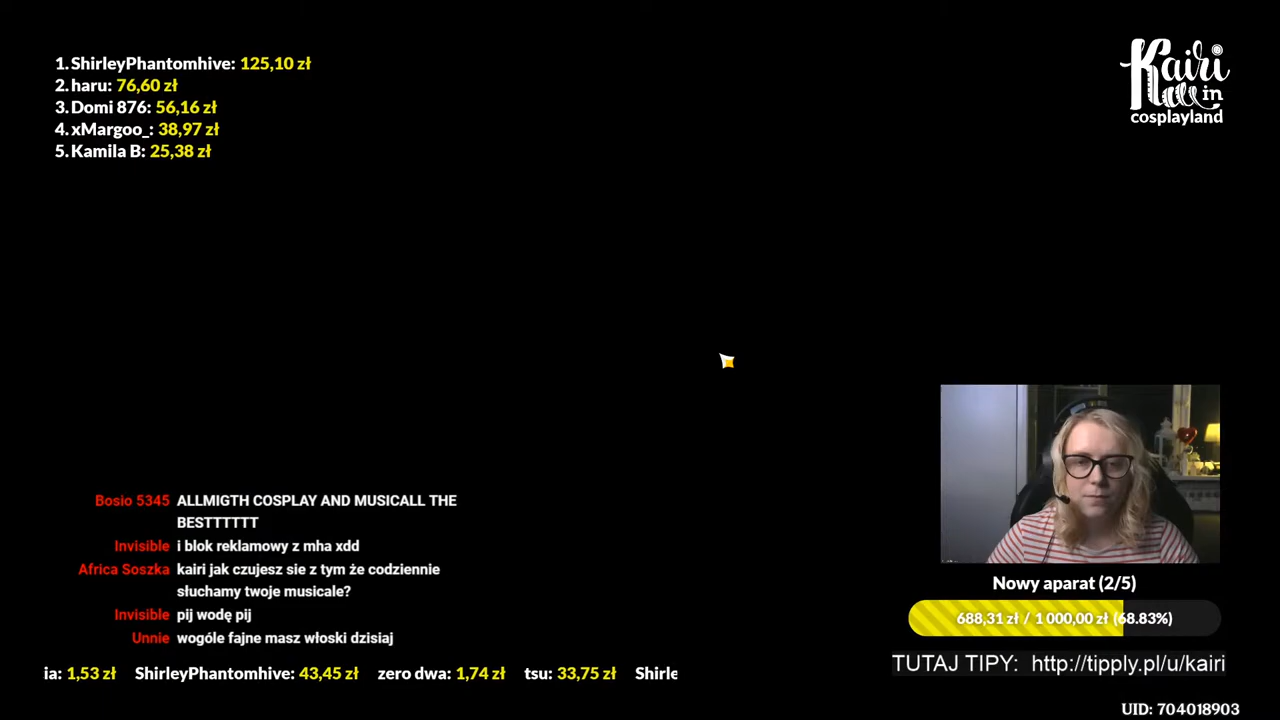 1. ShirleyPhantomhive: 125,10 zł
2. haru: 76,60 zł
3. Domi 876: 56,16 zł
4. xMargoo_: 38,97 zł
5. Kamila B: 25,38 zł
Kairi
in
cosplayland
Bosio 5345 ALLMIGTH COSPLAY AND MUSICALL THE
BESTTTTTT
Invisible i blok reklamowy z mha xdd
Africa Soszka kairi jak czujesz sie z tym że codziennie
słuchamy twoje musicale?
Invisible pij wodę pij
Unnie wogóle fajne masz włoski dzisiaj
ia: 1,53 zł ShirleyPhantomhive: 43,45 zł zero dwa: 1,74 zł tsu: 33,75 zł Shirle
Nowy aparat (2/5)
688,31 zł / 1 000,00 zł (68.83%)
TUTAJ TIPY: http://tipply.pl/u/kairi
UID: 704018903